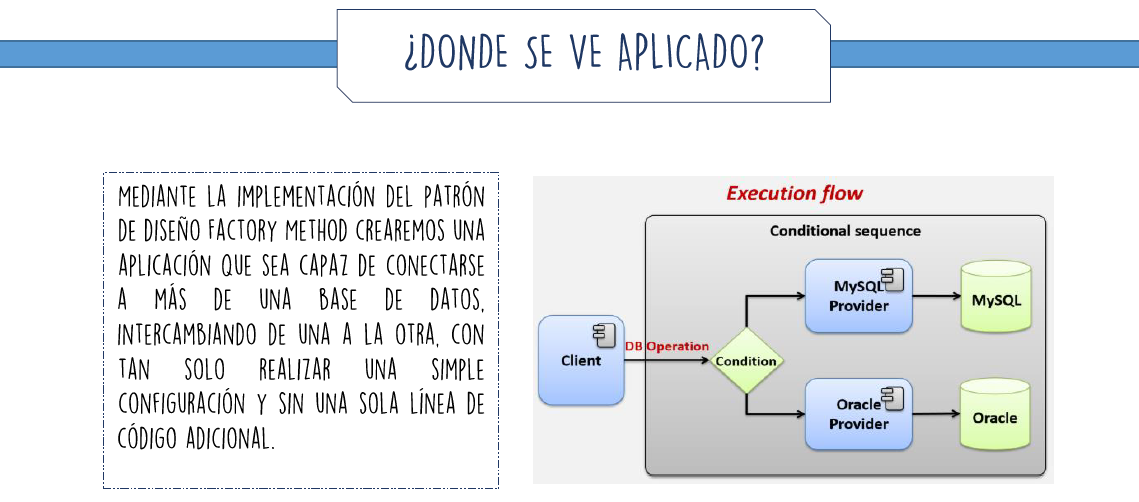 ¿DONDE SE VE APLICADO?
MEDIANTE LA IMPLEMENTACIÓN DEL PATRÓN
DE DISEÑO FACTORY METHOD CREAREMOS UNA
APLICACIÓN QUE SEA CAPAZ DE CONECTARSE
A MÁS DE UNA BASE DE DATOS,
INTERCAMBIANDO DE UNA A LA OTRA, CON
TAN SOLO REALIZAR UNA SIMPLE
CONFIGURACIÓN Y SIN UNA SOLA LÍNEA DE
CÓDIGO ADICIONAL.
Execution flow
Conditional sequence
MySQL
Provider
MySQL
Client
DB Operation
Condition
Oracle
Provider
Oracle